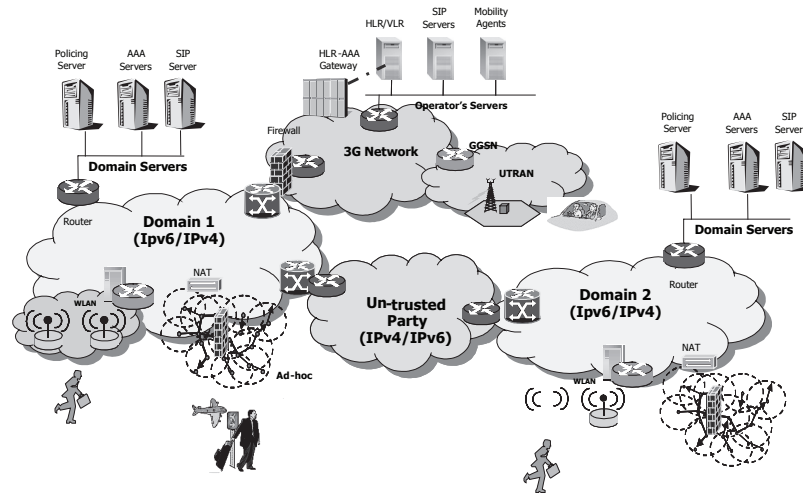 HLR/VLR
SIP
Servers
Mobility
Agents
HLR-AAA
Gateway
Operator's Servers
Policing
Server
AAA
Servers
SIP
Server
Domain Servers
Router
Firewall
3G Network
GGSN
UTRAN
Policing
Server
AAA
Servers
SIP
Server
Domain Servers
Router
Domain 1
(Ipv6/IPv4)
NAT
WLAN
Ad-hoc
Un-trusted
Party
(IPv4/IPv6)
Domain 2
(Ipv6/IPv4)
NAT
WLAN